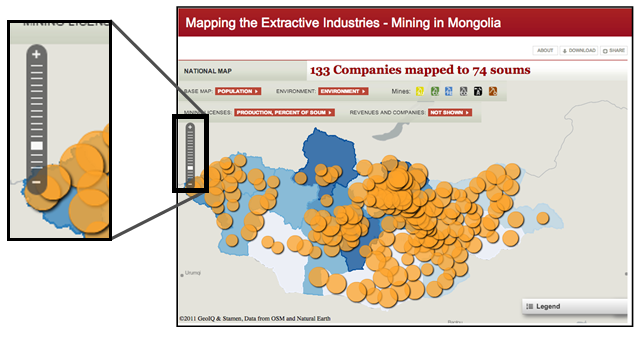 MINING LICENS
Mapping the Extractive Industries - Mining in Mongolia
ABOUT DOWNLOAD SHARE
NATIONAL MAP 133 Companies mapped to 74 soums
BASE MAP: POPULATION ENVIRONMENT: ENVIRONMENT Mines:
MINING LICENSES: PRODUCTION, PERCENT OF SOUM REVENUES AND COMPANIES: NOT SHOWN
Urumqi
Legend
©2011 GeoIQ & Stamen, Data from OSM and Natural Earth